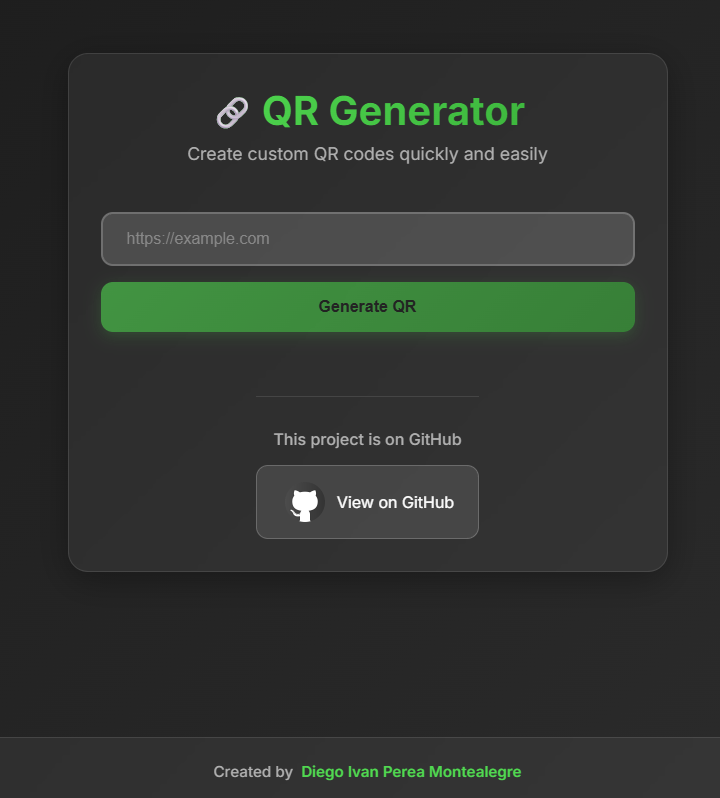 QR Generator
Create custom QR codes quickly and easily
https://example.com
Generate QR
This project is on GitHub
View on GitHub
Created by Diego Ivan Perea Montealegre